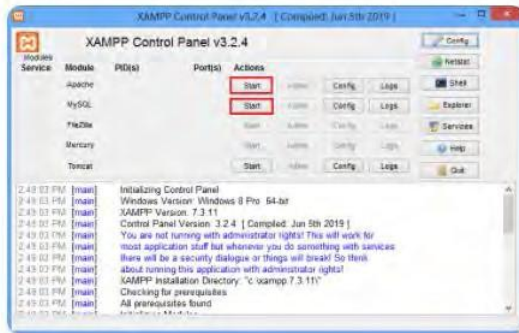 XAMPP Control Panel v3.2.4 [ Compiled: Jun 5th 2019 ]
XAMPP Control Panel v3.2.4
Config
Modules
Service Module PID(s) Port(s) Actions
Netstat
Apache Start Admin Config Logs
Shell
MySQL Start Admin Config Logs
Explorer
FileZilla Start Admin Config Logs
Services
Mercury Start Admin Config Logs
Help
Tomcat Start Admin Config Logs
Quit
2:49:03 PM [main] Initializing Control Panel
2:49:03 PM [main] Windows Version: Windows 8 Pro 64-bit
2:49:03 PM [main] XAMPP Version: 7.3.11
2:49:03 PM [main] Control Panel Version: 3.2.4 [ Compiled: Jun 5th 2019 ]
2:49:03 PM [main] You are not running with administrator rights! This will work for
2:49:03 PM [main] most application stuff but whenever you do something with services
2:49:03 PM [main] there will be a security dialogue or things will break! So think
2:49:03 PM [main] about running this application with administrator rights!
2:49:03 PM [main] XAMPP Installation Directory: "c:\xampp 7.3.11\"
2:49:03 PM [main] Checking for prerequisites
2:49:03 PM [main] All prerequisites found
2:49:03 PM [main] Initializing Modules